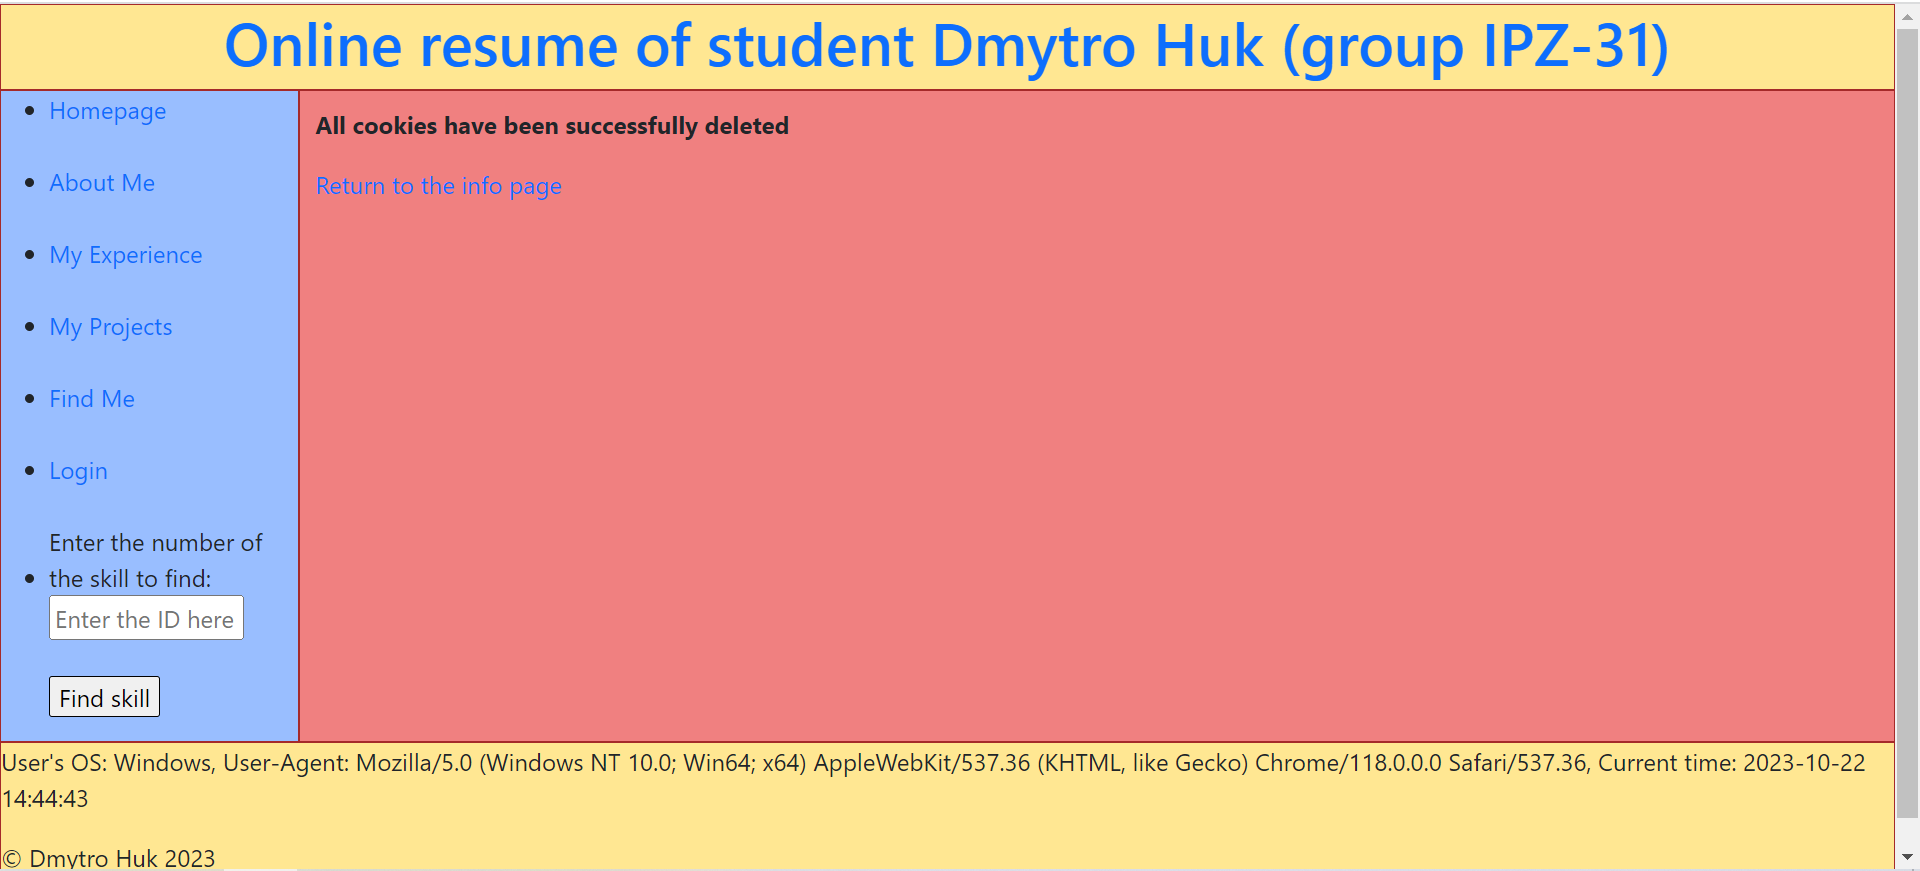 Online resume of student Dmytro Huk (group IPZ-31)
Homepage
About Me
My Experience
My Projects
Find Me
Login
Enter the number of
the skill to find:
Enter the ID here
Find skill
All cookies have been successfully deleted
Return to the info page
User's OS: Windows, User-Agent: Mozilla/5.0 (Windows NT 10.0; Win64; x64) AppleWebKit/537.36 (KHTML, like Gecko) Chrome/118.0.0.0 Safari/537.36, Current time: 2023-10-22
14:44:43
© Dmytro Huk 2023